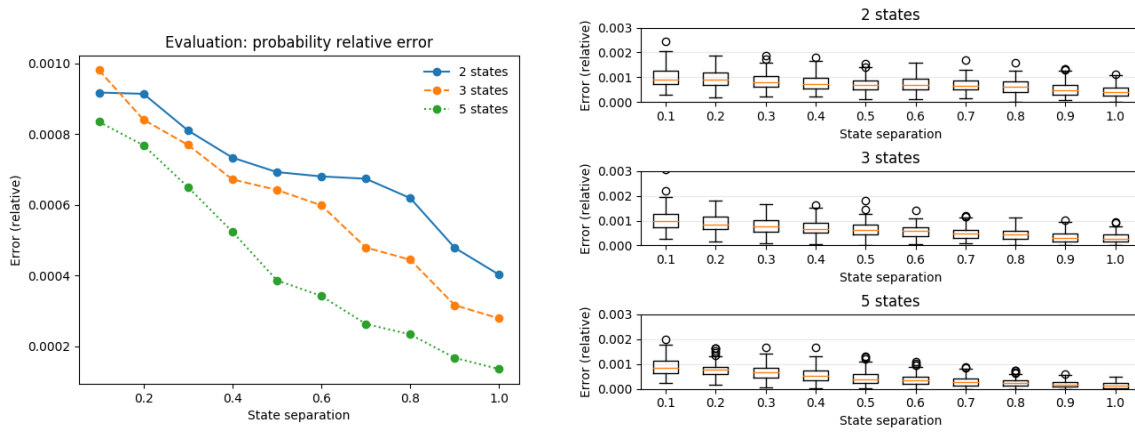 Evaluation: probability relative error
0.0010
0.0008
0.0006
0.0004
0.0002
Error (relative)
2 states
3 states
5 states
0.2 0.4 0.6 0.8 1.0
State separation
2 states
0.003
0.002
0.001
0.000
Error (relative)
0.1 0.2 0.3 0.4 0.5 0.6 0.7 0.8 0.9 1.0
State separation
3 states
0.003
0.002
0.001
0.000
Error (relative)
0.1 0.2 0.3 0.4 0.5 0.6 0.7 0.8 0.9 1.0
State separation
5 states
0.003
0.002
0.001
0.000
Error (relative)
0.1 0.2 0.3 0.4 0.5 0.6 0.7 0.8 0.9 1.0
State separation